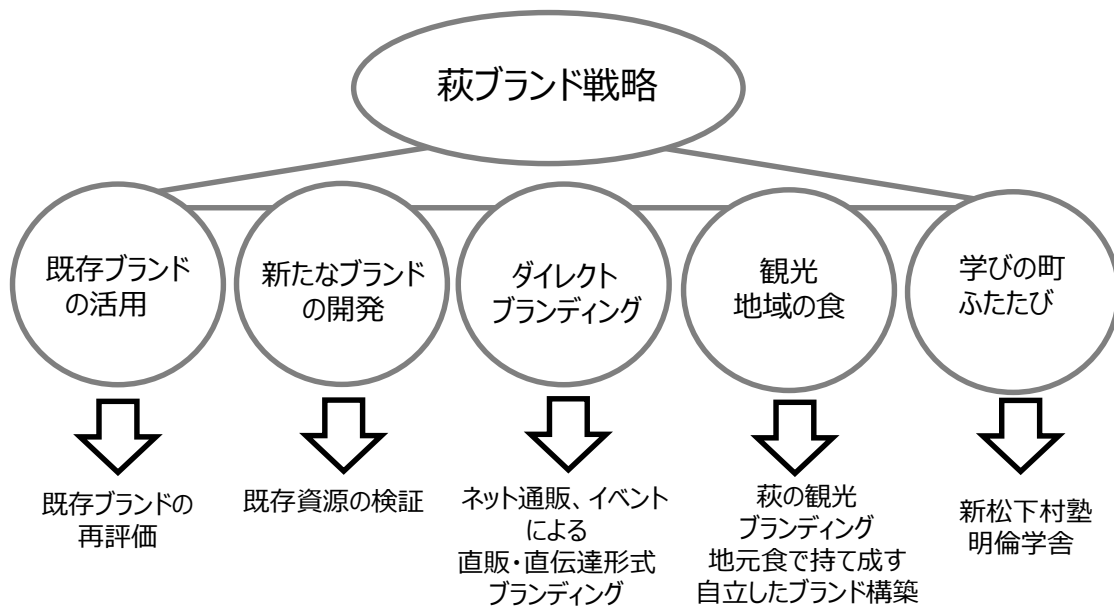 萩ブランド戦略
既存ブランド
の活用
新たなブランド
の開発
ダイレクト
ブランディング
観光
地域の食
学びの町
ふたたび
既存ブランドの
再評価
既存資源の検証
ネット通販、イベント
による
直販・直伝達形式
ブランディング
萩の観光
ブランディング
地元食で持て成す
自立したブランド構築
新松下村塾
明倫学舎